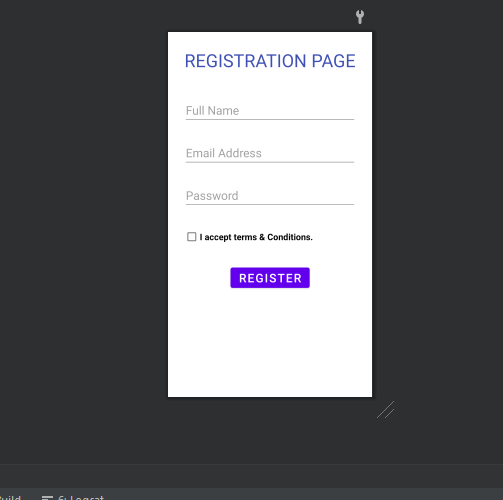 REGISTRATION PAGE
Full Name
Email Address
Password
I accept terms & Conditions.
REGISTER